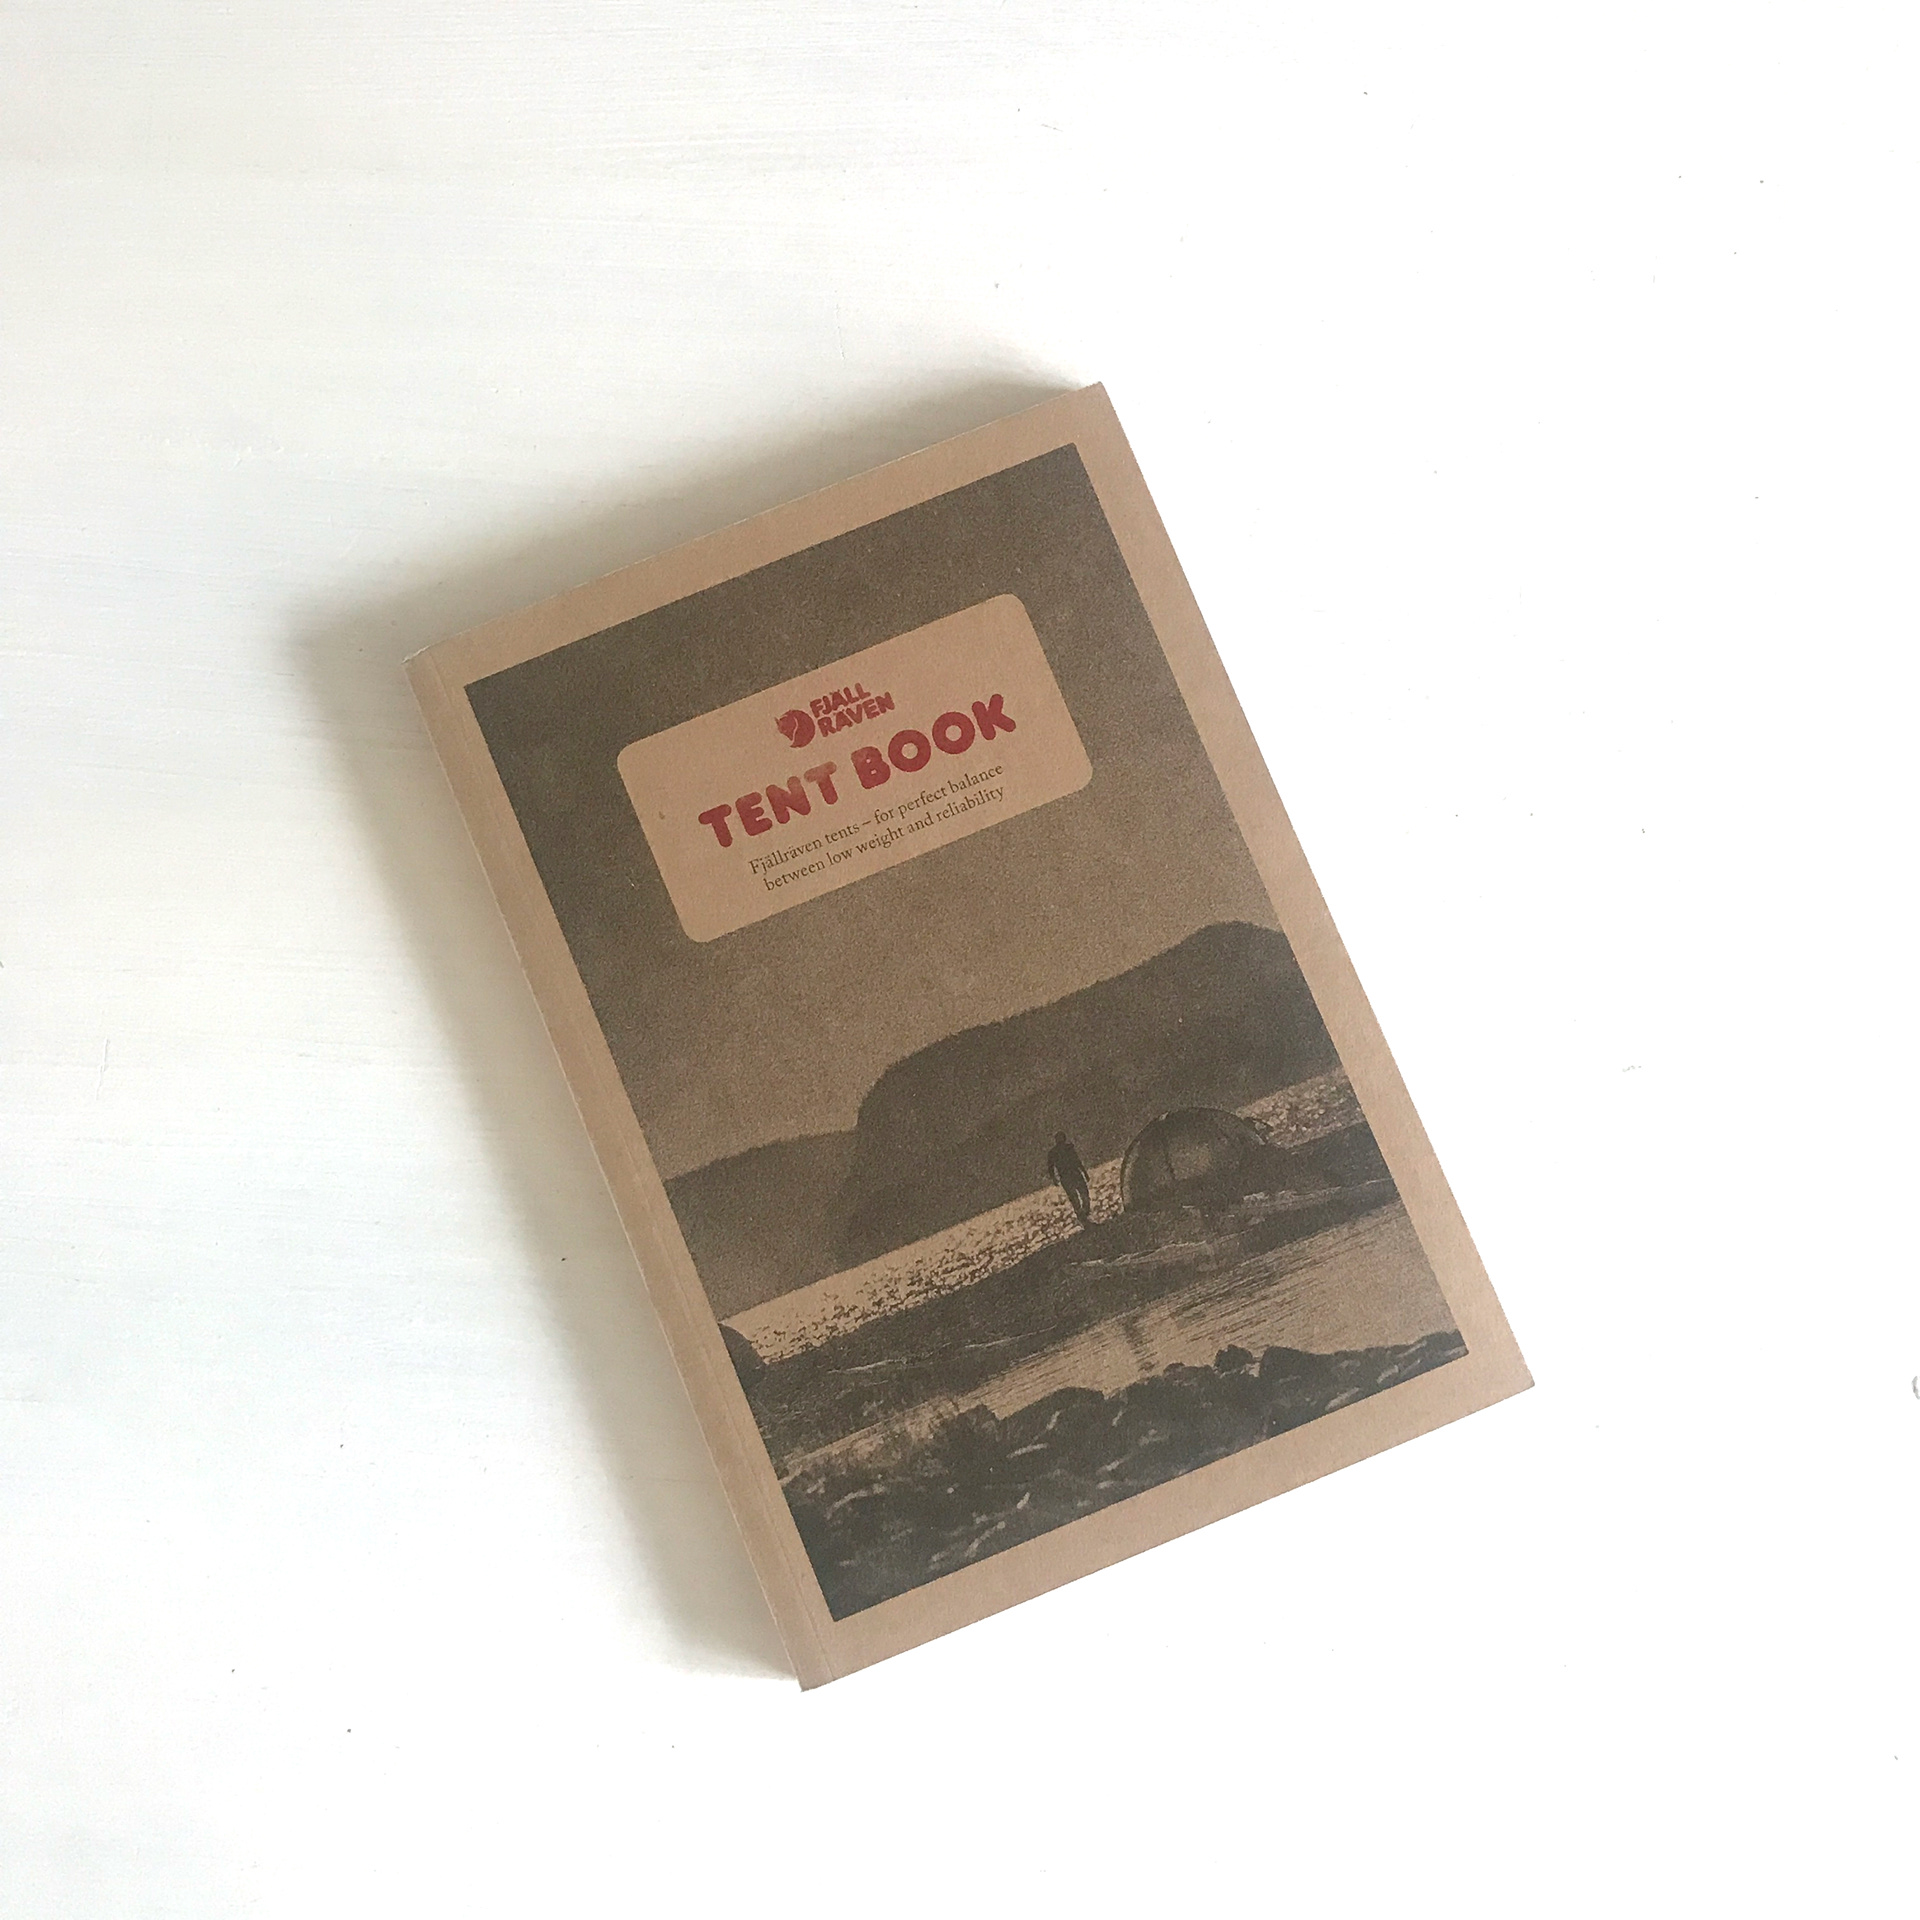 FJÄLL
RÄVEN
TENT BOOK
Fjällräven tents – for perfect balance
between low weight and reliability